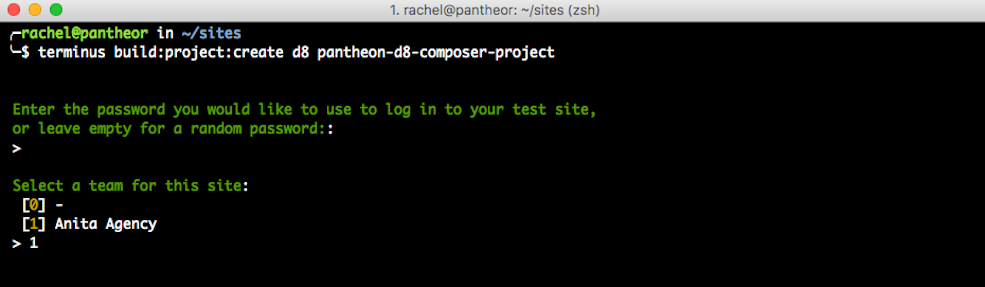 1. rachel@pantheor: ~/sites (zsh)
╭─rachel@pantheor in ~/sites
╰─$ terminus build:project:create d8 pantheon-d8-composer-project
Enter the password you would like to use to log in to your test site,
or leave empty for a random password::
>
Select a team for this site:
[0] -
[1] Anita Agency
> 1